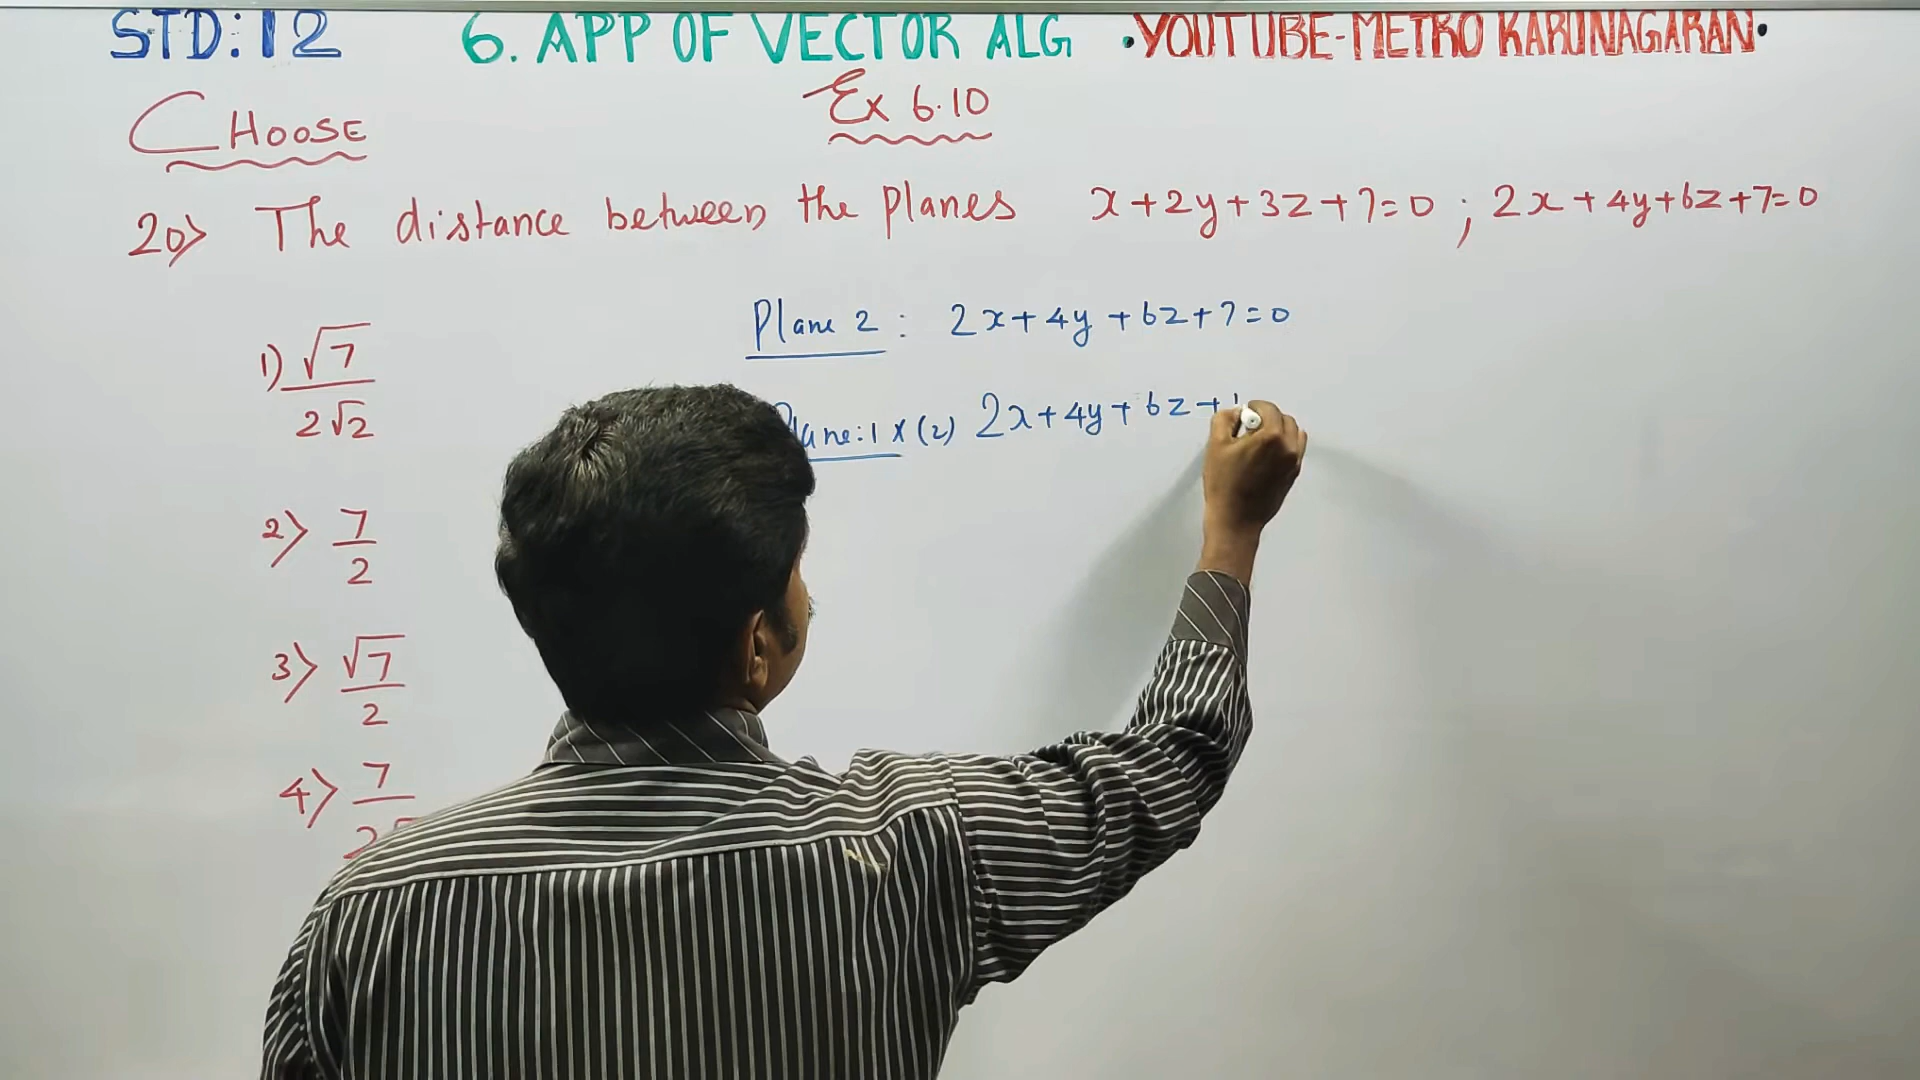 STD:12 6. APP OF VECTOR ALG •YOUTUBE-METRO KARUNAGARAN•
CHOOSE Ex 6.10
20> The distance between the planes x+2y+3z+7=0 ; 2x+4y+6z+7=0
Plane 2 : 2x+4y+6z+7=0
1) √7/2√2
Plane:1 x (2) 2x+4y+6z+1
2> 7/2
3> √7/2
4> 7/2